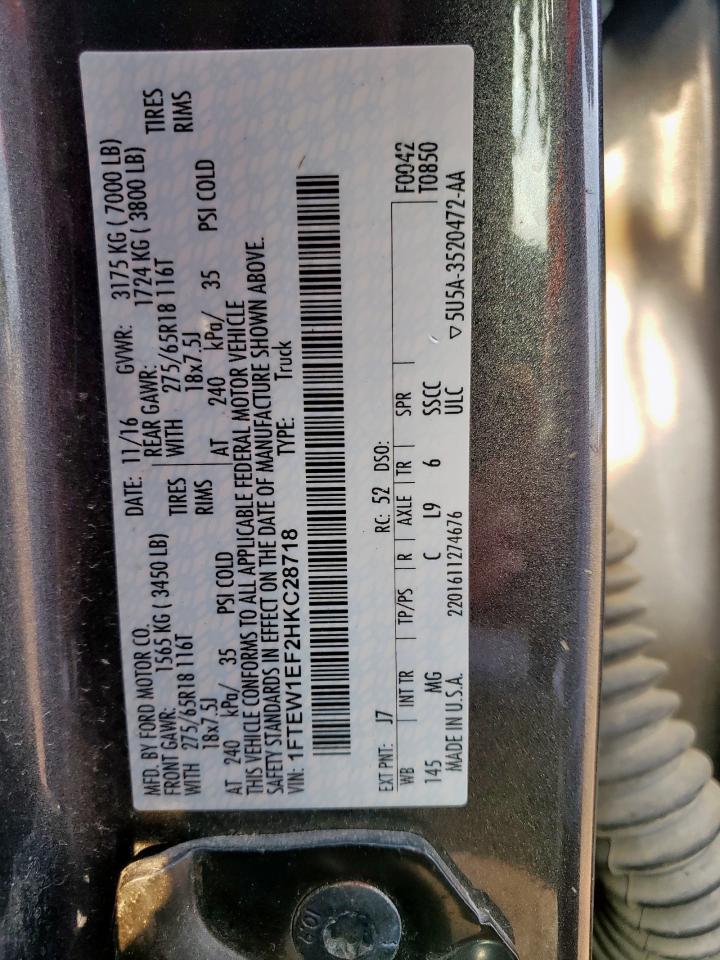 MFD. BY FORD MOTOR CO. DATE: 11/16 GVWR: 3175 KG ( 7000 LB)
FRONT GAWR: 1565 KG ( 3450 LB) REAR GAWR: 1724 KG ( 3800 LB)
WITH 275/65R18 116T TIRES WITH 275/65R18 116T TIRES
18x7.5J RIMS 18x7.5J RIMS
AT 240 kPa/ 35 PSI COLD AT 240 kPa/ 35 PSI COLD
THIS VEHICLE CONFORMS TO ALL APPLICABLE FEDERAL MOTOR VEHICLE
SAFETY STANDARDS IN EFFECT ON THE DATE OF MANUFACTURE SHOWN ABOVE.
VIN: 1FTEW1EF2HKC28718 TYPE: Truck
EXT PNT: J7 RC: 52 DSO: F0042
WB INT TR TP/PS R AXLE TR SPR T0850
145 MG C L9 6 SSCC
MADE IN U.S.A. 2201611274676 ULC ▽ 5U5A-3520472-AA
10.9